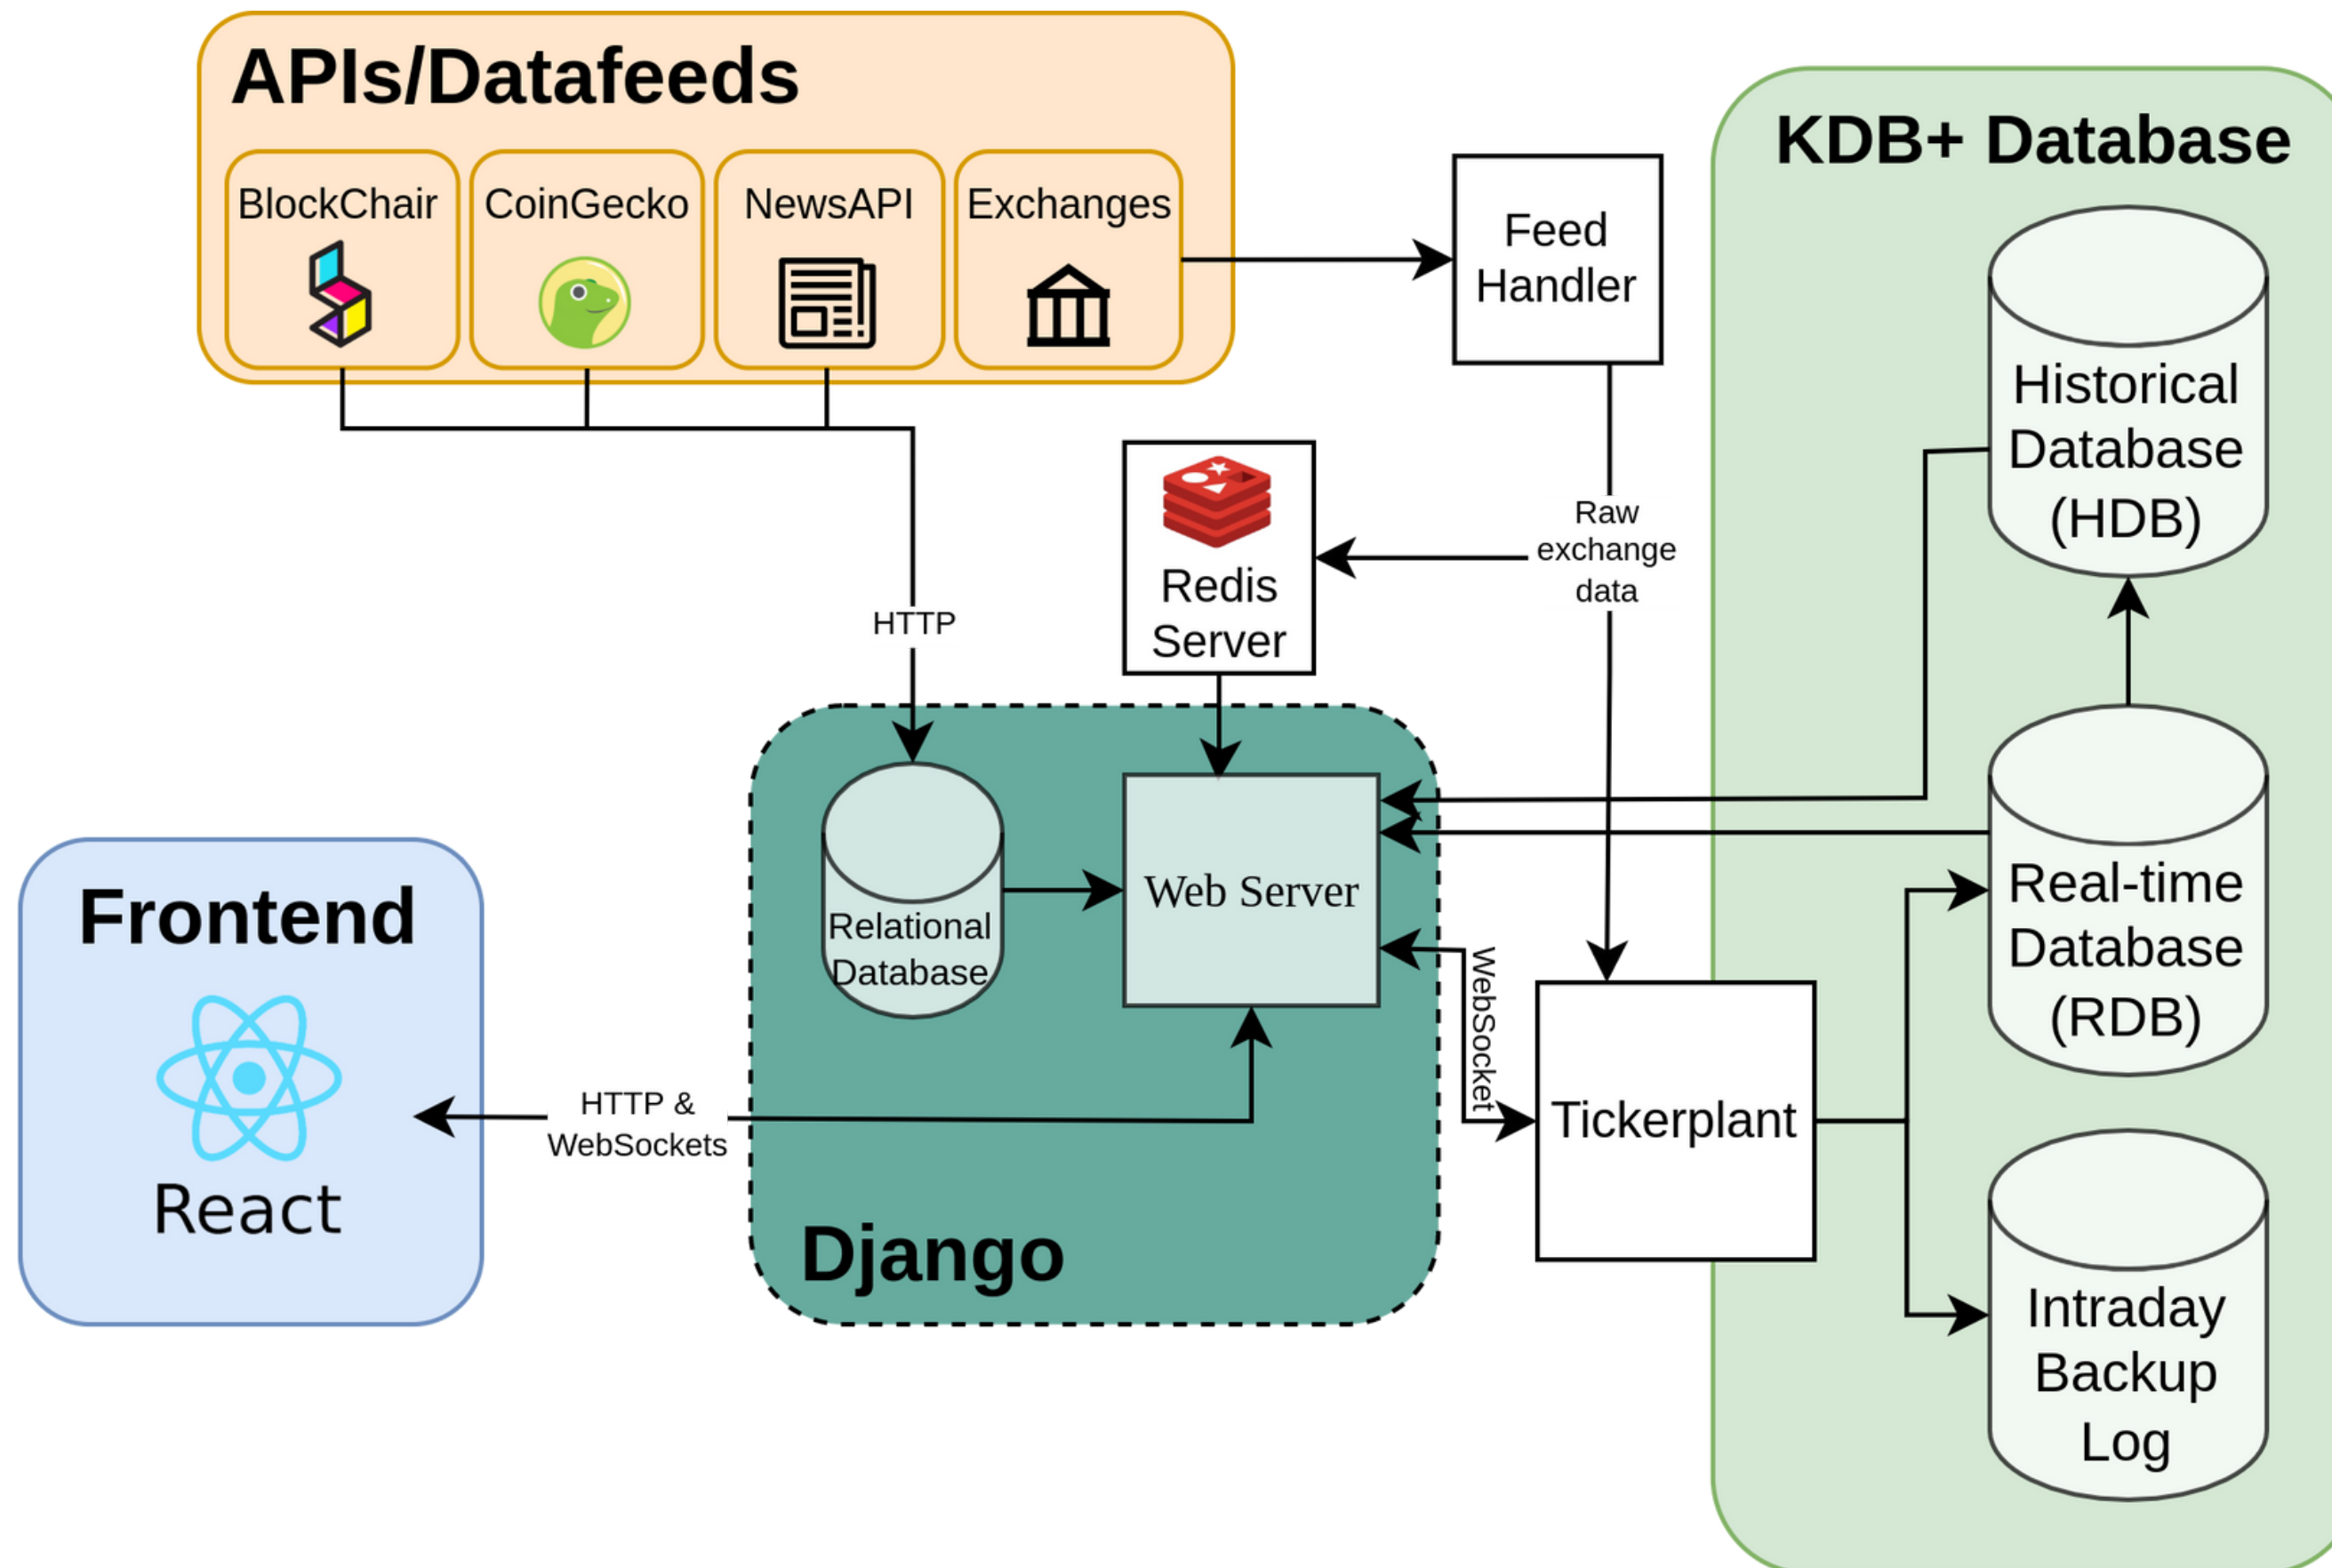 APIs/Datafeeds
BlockChair
CoinGecko
NewsAPI
Exchanges
Feed
Handler
KDB+ Database
Historical
Database
(HDB)
Raw
exchange
data
Redis
Server
HTTP
Relational
Database
Web Server
WebSocket
Frontend
React
HTTP &
WebSockets
Django
Tickerplant
Real-time
Database
(RDB)
Intraday
Backup
Log